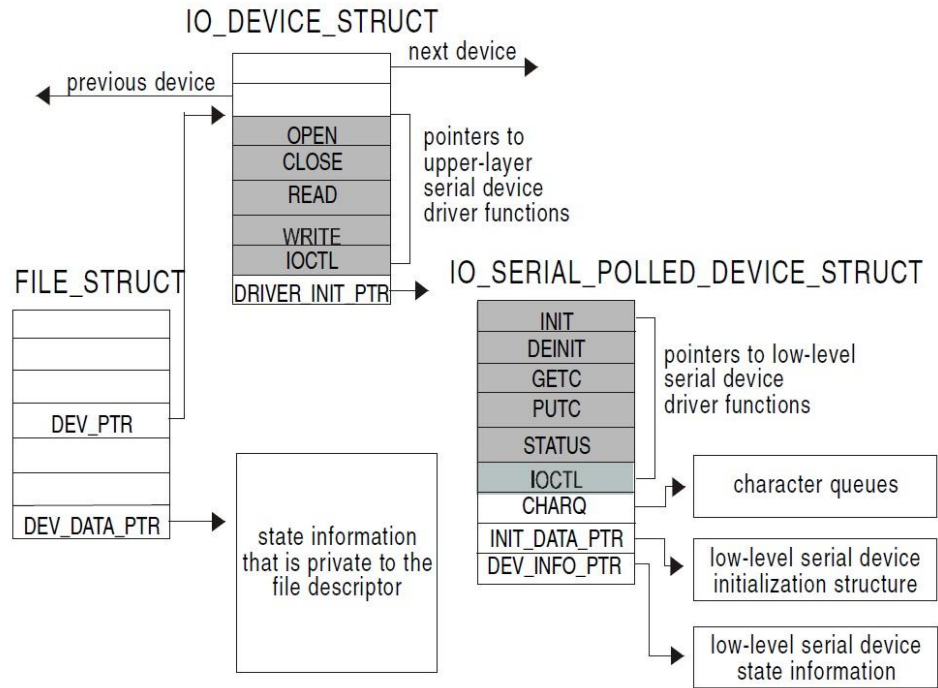 IO_DEVICE_STRUCT
next device
previous device
OPEN
CLOSE
READ
WRITE
IOCTL
DRIVER_INIT_PTR
pointers to
upper-layer
serial device
driver functions
FILE_STRUCT
DEV_PTR
DEV_DATA_PTR
state information
that is private to the
file descriptor
IO_SERIAL_POLLED_DEVICE_STRUCT
INIT
DEINIT
GETC
PUTC
STATUS
IOCTL
CHARQ
INIT_DATA_PTR
DEV_INFO_PTR
pointers to low-level
serial device
driver functions
character queues
low-level serial device
initialization structure
low-level serial device
state information